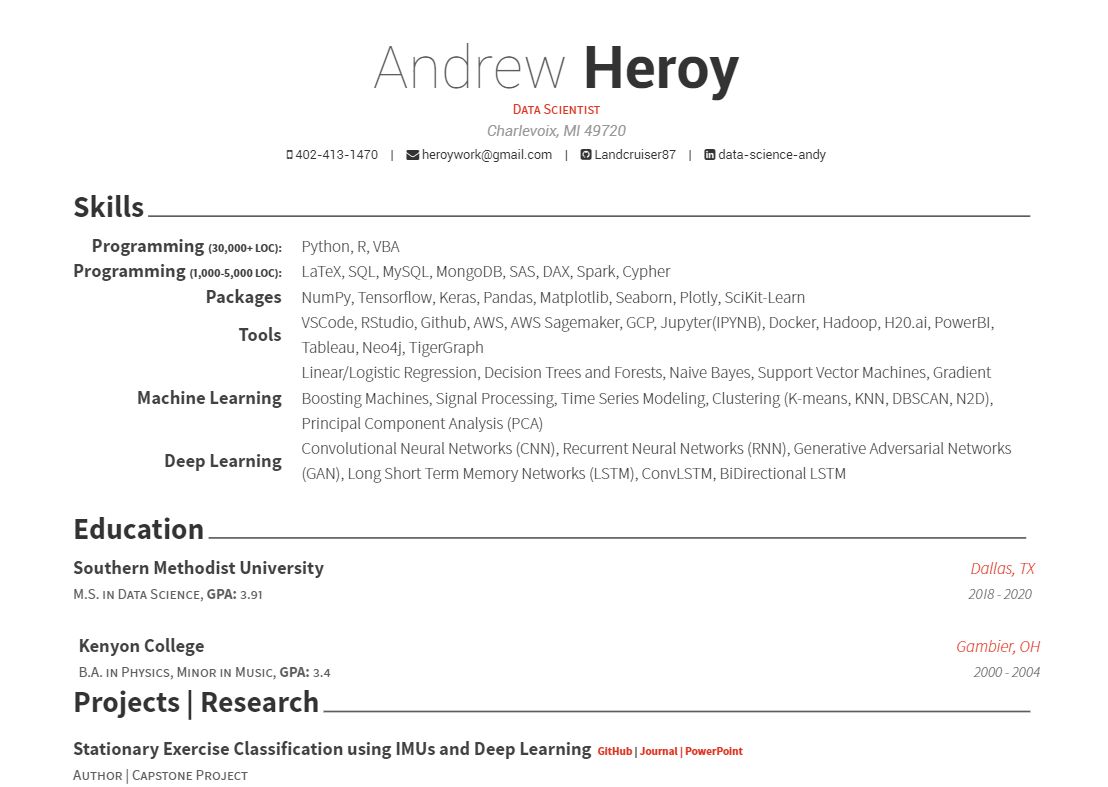 Andrew Heroy
Data Scientist
Charlevoix, MI 49720
402-413-1470 | heroywork@gmail.com | Landcruiser87 | data-science-andy
Skills
Programming (30,000+ LOC): Python, R, VBA
Programming (1,000-5,000 LOC): LaTeX, SQL, MySQL, MongoDB, SAS, DAX, Spark, Cypher
Packages NumPy, Tensorflow, Keras, Pandas, Matplotlib, Seaborn, Plotly, SciKit-Learn
Tools VSCode, RStudio, Github, AWS, AWS Sagemaker, GCP, Jupyter(IPYNB), Docker, Hadoop, H20.ai, PowerBI,
Tableau, Neo4j, TigerGraph
Machine Learning Linear/Logistic Regression, Decision Trees and Forests, Naive Bayes, Support Vector Machines, Gradient
Boosting Machines, Signal Processing, Time Series Modeling, Clustering (K-means, KNN, DBSCAN, N2D),
Principal Component Analysis (PCA)
Deep Learning Convolutional Neural Networks (CNN), Recurrent Neural Networks (RNN), Generative Adversarial Networks
(GAN), Long Short Term Memory Networks (LSTM), ConvLSTM, BiDirectional LSTM
Education
Southern Methodist University Dallas, TX
M.S. in Data Science, GPA: 3.91 2018 - 2020
Kenyon College Gambier, OH
B.A. in Physics, Minor in Music, GPA: 3.4 2000 - 2004
Projects | Research
Stationary Exercise Classification using IMUs and Deep Learning GitHub | Journal | PowerPoint
Author | Capstone Project